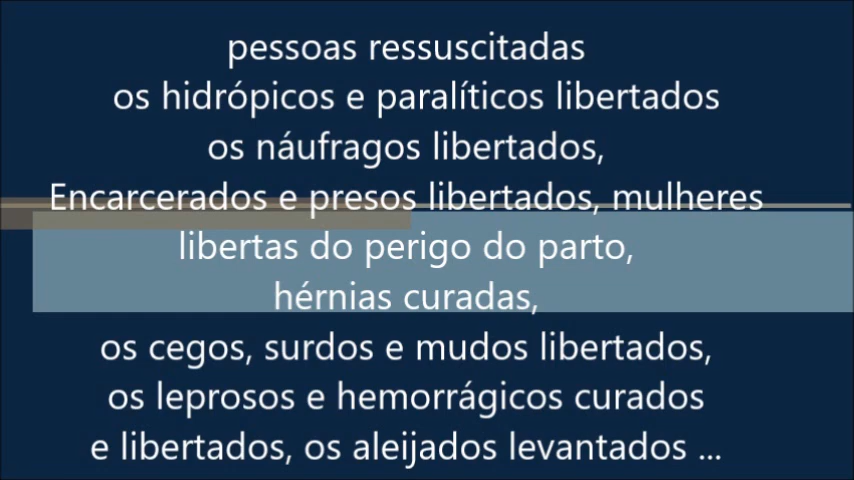 pessoas ressuscitadas
os hidrópicos e paralíticos libertados
os náufragos libertados,
Encarcerados e presos libertados, mulheres
libertas do perigo do parto,
hérnias curadas,
os cegos, surdos e mudos libertados,
os leprosos e hemorrágicos curados
e libertados, os aleijados levantados ...